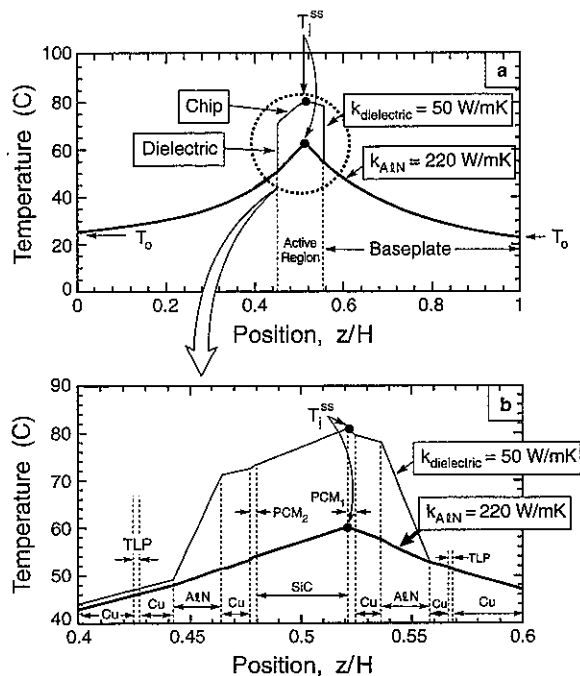 T_j^ss
a
Temperature (C)
100
80
60
40
20
0
Chip
k_dielectric = 50 W/mK
Dielectric
k_AℓN = 220 W/mK
T_o
T_o
Active
Region
Baseplate
0
0.2
0.4
0.6
0.8
1
Position, z/H
b
Temperature (C)
90
80
70
60
50
40
T_j^ss
k_dielectric = 50 W/mK
PCM_2
PCM_1
k_AℓN = 220 W/mK
TLP
TLP
SiC
Cu
Cu
AℓN
Cu
Cu
AℓN
Cu
Cu
0.4
0.45
0.5
0.55
0.6
Position, z/H